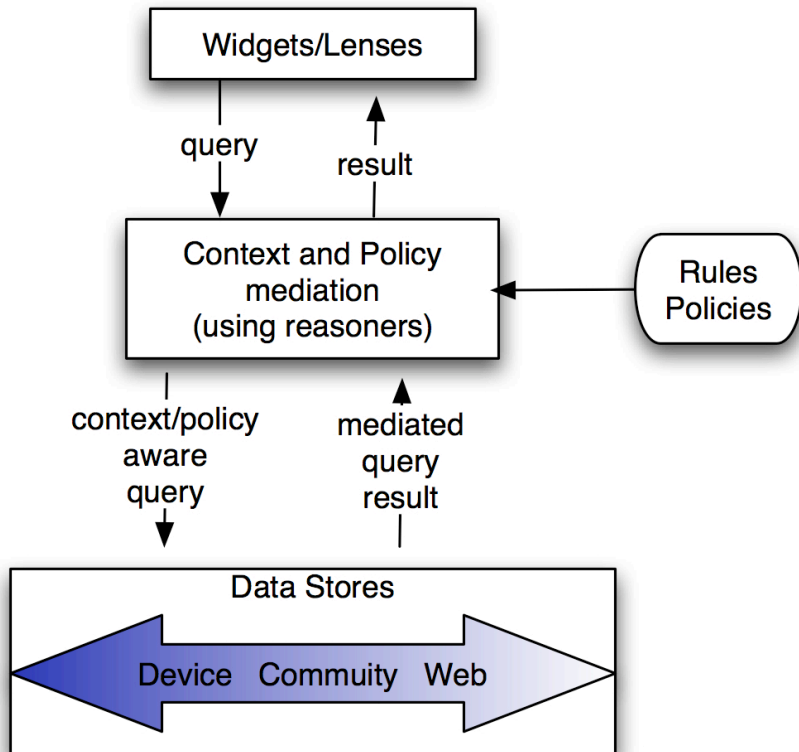 Widgets/Lenses
query
result
Context and Policy
mediation
(using reasoners)
Rules
Policies
context/policy
aware
query
mediated
query
result
Data Stores
Device Commuity Web